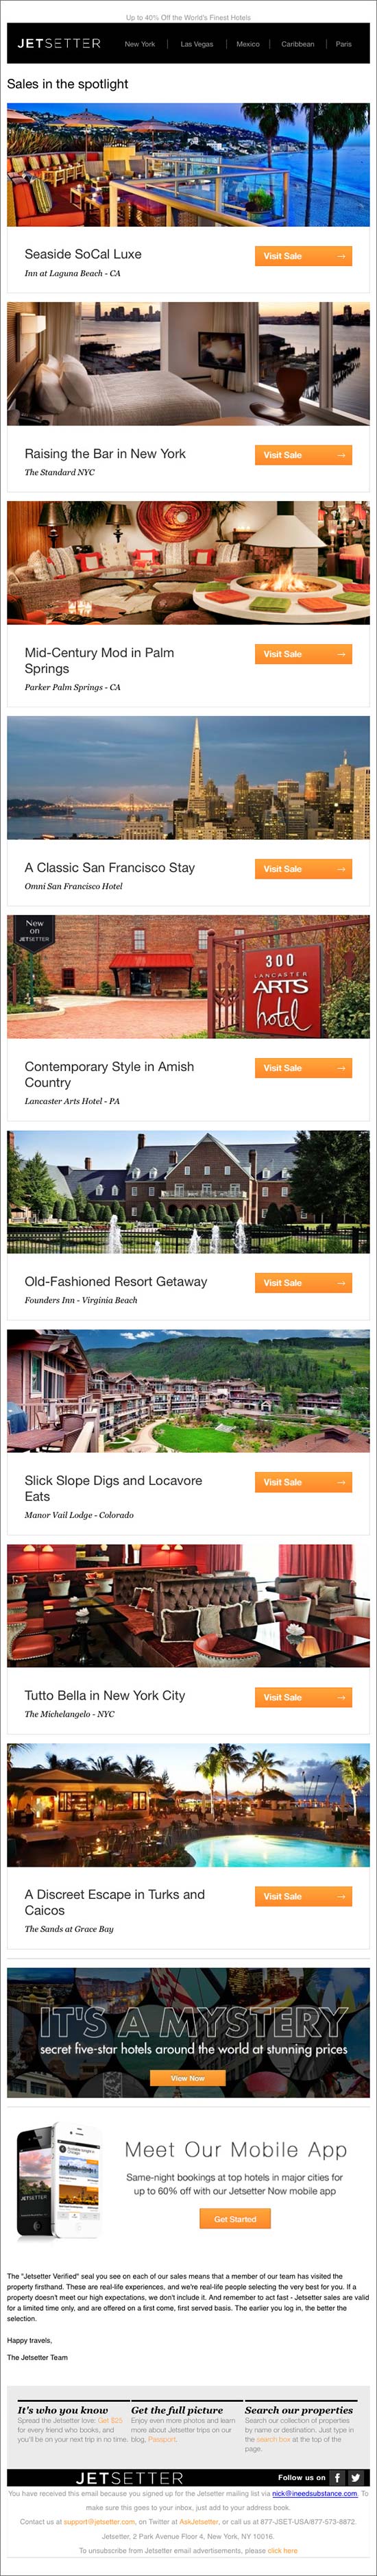 Up to 40% Off the World's Finest Hotels
JETSETTER New York | Las Vegas | Mexico | Caribbean | Paris
Sales in the spotlight
Seaside SoCal Luxe
Visit Sale →
Inn at Laguna Beach - CA
Raising the Bar in New York
Visit Sale →
The Standard NYC
Mid-Century Mod in Palm
Springs
Visit Sale →
Parker Palm Springs - CA
A Classic San Francisco Stay
Visit Sale →
Omni San Francisco Hotel
New
on
JETSETTER
300
LANCASTER
ARTS
hotel
Contemporary Style in Amish
Country
Visit Sale →
Lancaster Arts Hotel - PA
Old-Fashioned Resort Getaway
Visit Sale →
Founders Inn - Virginia Beach
Slick Slope Digs and Locavore
Eats
Visit Sale →
Manor Vail Lodge - Colorado
Tutto Bella in New York City
Visit Sale →
The Michelangelo - NYC
A Discreet Escape in Turks and
Caicos
Visit Sale →
The Sands at Grace Bay
IT'S A MYSTERY
secret five-star hotels around the world at stunning prices
View Now
Meet Our Mobile App
Same-night bookings at top hotels in major cities for
up to 60% off with our Jetsetter Now mobile app
Get Started
JETSETTER
The "Jetsetter Verified" seal you see on each of our sales means that a member of our team has visited the
property firsthand. These are real-life experiences, and we're real-life people selecting the very best for you. If a
property doesn't meet our high expectations, we don't include it. And remember to act fast - Jetsetter sales are valid
for a limited time only, and are offered on a first come, first served basis. The earlier you log in, the better the
selection.
Happy travels,
The Jetsetter Team
It's who you know
Spread the Jetsetter love: Get $25
for every friend who books, and
you'll be on your next trip in no time.
Get the full picture
Enjoy even more photos and learn
more about Jetsetter trips on our
blog, Passport.
Search our properties
Search our collection of properties
by name or destination. Just type in
the search box at the top of the
page.
JETSETTER Follow us on
You have received this email because you signed up for the Jetsetter mailing list via nick@ineedsubstance.com. To
make sure this goes to your inbox, just add to your address book.
Contact us at support@jetsetter.com, on Twitter at AskJetsetter, or call us at 877-JSET-USA/877-573-8872.
Jetsetter, 2 Park Avenue Floor 4, New York, NY 10016.
To unsubscribe from Jetsetter email advertisements, please click here